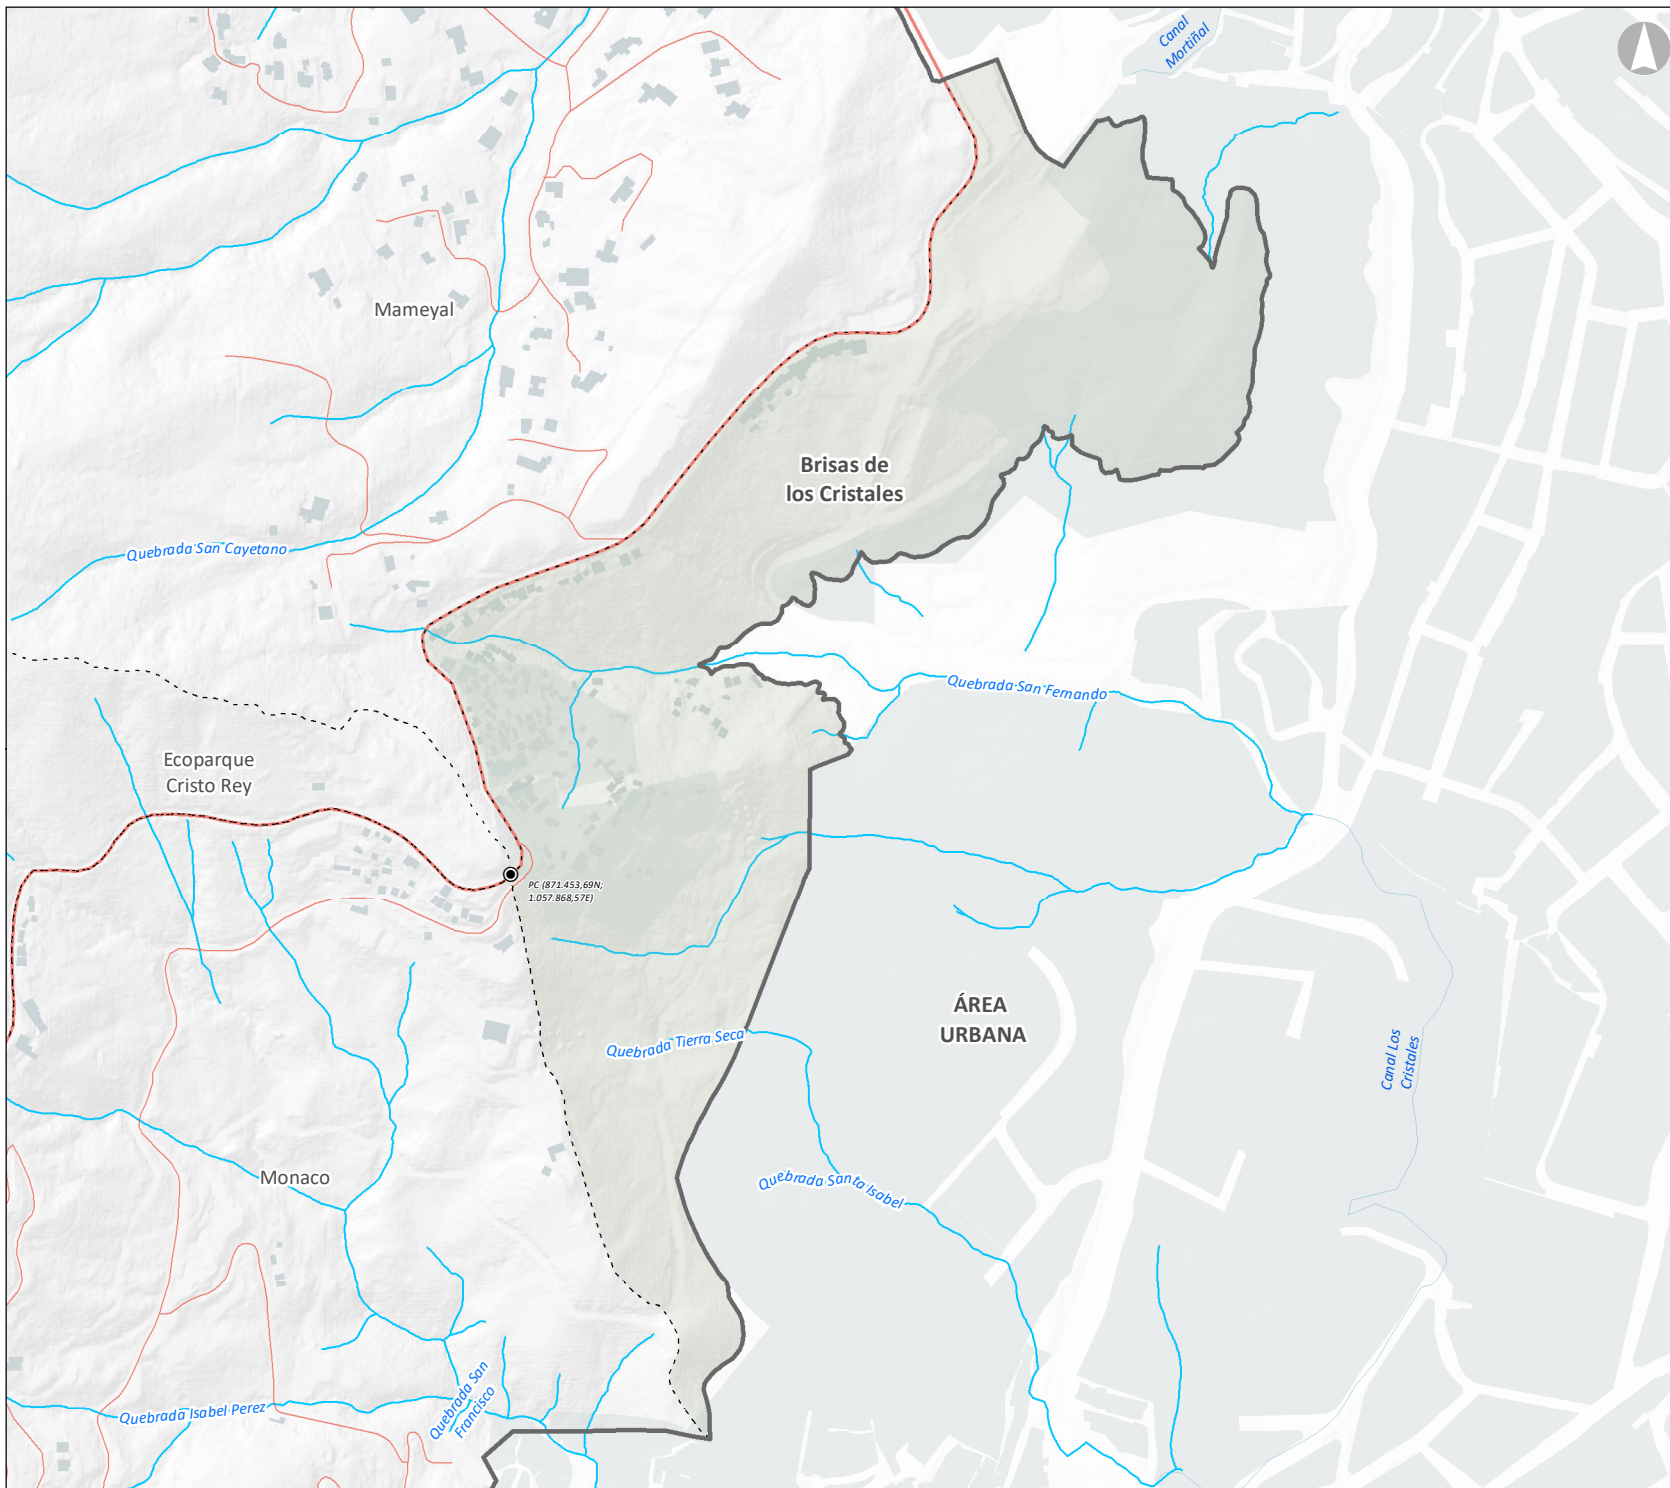 Canal
Mortiñal
Mameyal
Brisas de
los Cristales
Quebrada San Cayetano
Quebrada San Fernando
Ecoparque
Cristo Rey
PC (871.453,69N;
1.057.868,57E)
ÁREA
URBANA
Quebrada Tierra Seca
Canal Los
Cristales
Monaco
Quebrada Santa Isabel
Quebrada San
Francisco
Quebrada Isabel Perez